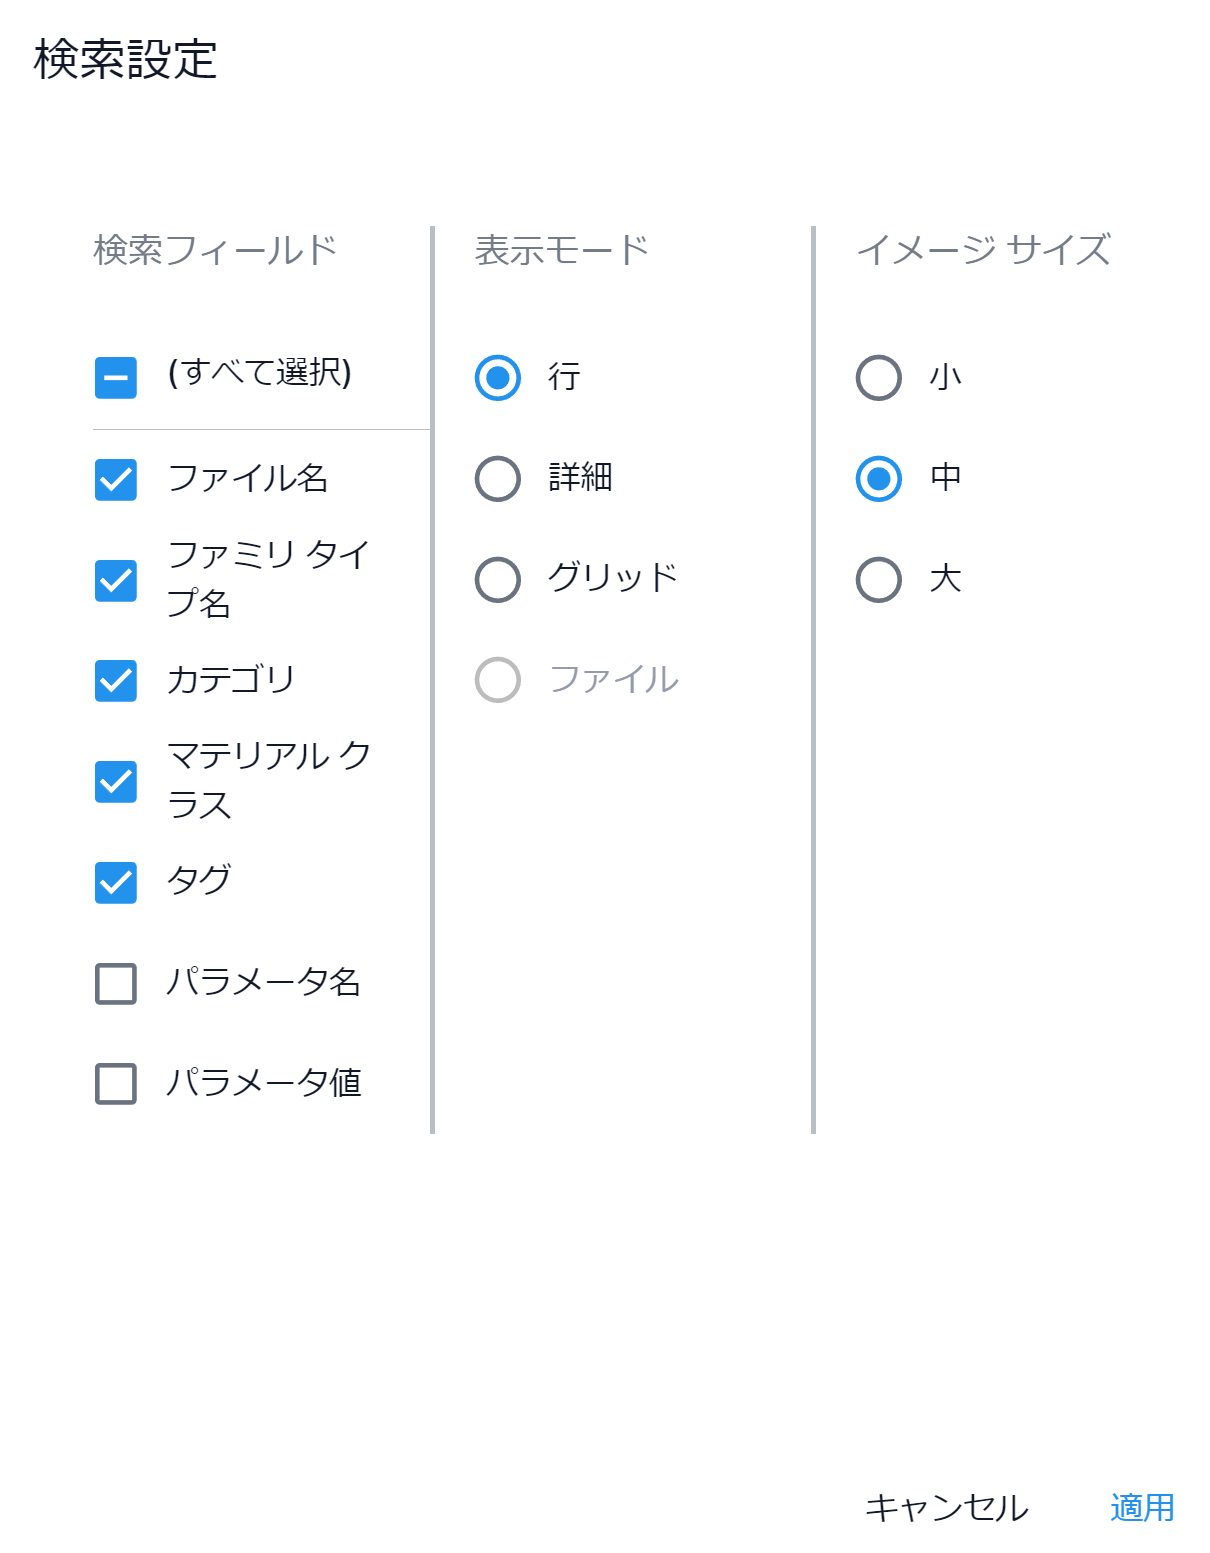 検索設定
検索フィールド
(すべて選択)
ファイル名
ファミリ タイ
プ名
カテゴリ
マテリアル ク
ラス
タグ
パラメータ名
パラメータ値
表示モード
行
詳細
グリッド
ファイル
イメージ サイズ
小
中
大
キャンセル
適用